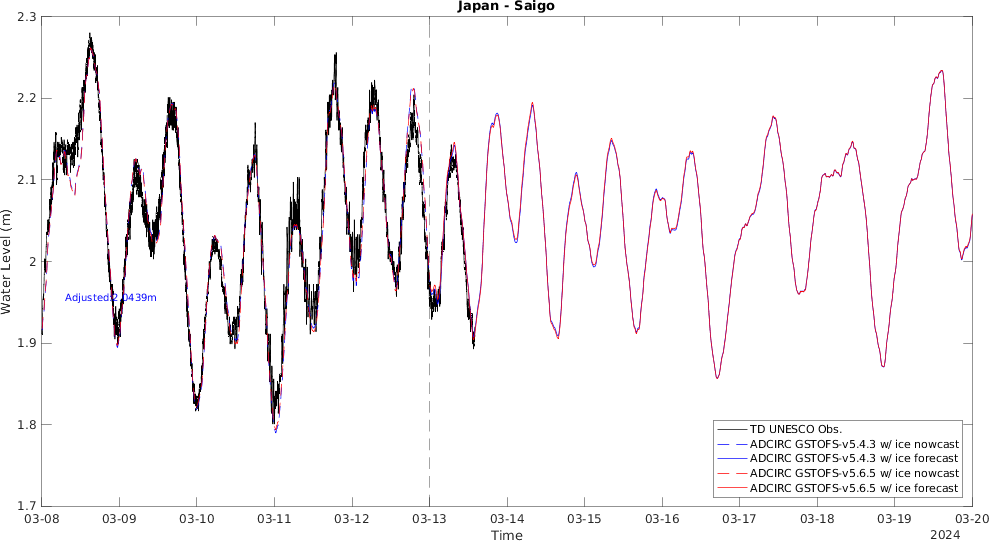 Japan - Saigo
2.3
2.2
2.1
2
1.9
1.8
1.7
Water Level (m)
Adjusted:2.0439m
TD UNESCO Obs.
ADCIRC GSTOFS-v5.4.3 w/ ice nowcast
ADCIRC GSTOFS-v5.4.3 w/ ice forecast
ADCIRC GSTOFS-v5.6.5 w/ ice nowcast
ADCIRC GSTOFS-v5.6.5 w/ ice forecast
03-08 03-09 03-10 03-11 03-12 03-13 03-14 03-15 03-16 03-17 03-18 03-19 03-20
Time
2024